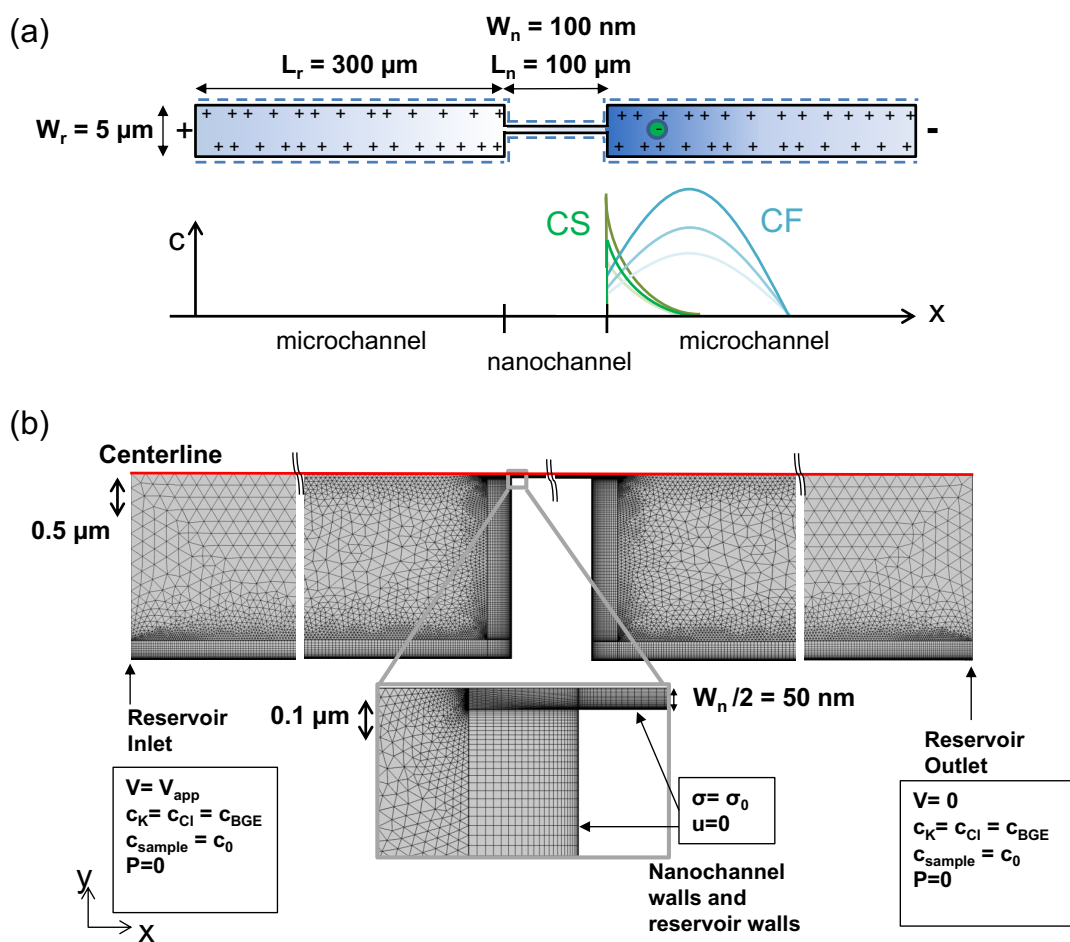 (a)
W_n = 100 nm
L_r = 300 µm
L_n = 100 µm
W_r = 5 µm
+
-
+ + + + + + + + + + + +
+ + + + + + + + + + + + +
-
+ + + + + + + + + + + +
+ + + + + + + + + + + +
CS
CF
c
x
microchannel
nanochannel
microchannel
(b)
Centerline
0.5 µm
0.1 µm
W_n /2 = 50 nm
Reservoir
Inlet
V= V_app
c_K= c_Cl = c_BGE
c_sample = c_0
P=0
σ= σ_0
u=0
Nanochannel
walls and
reservoir walls
Reservoir
Outlet
V= 0
c_K= c_Cl = c_BGE
c_sample = c_0
P=0
y
x